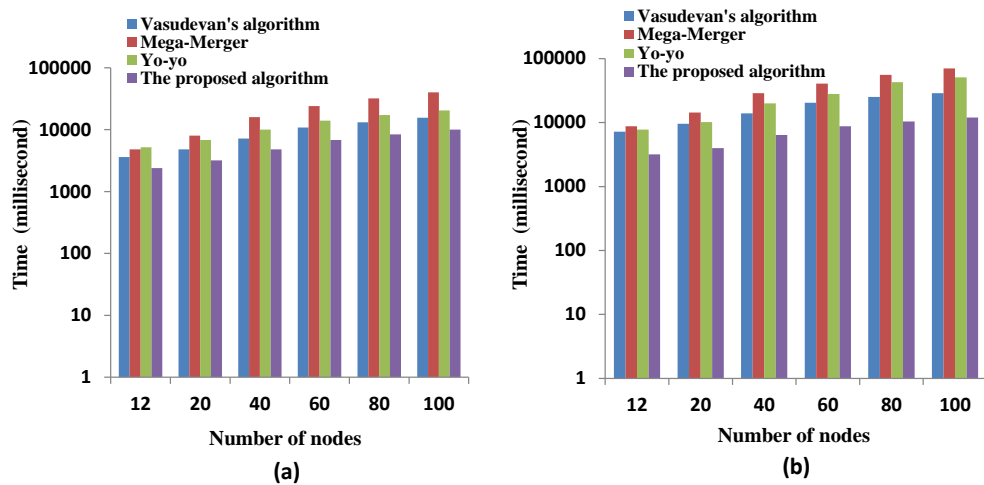 Vasudevan's algorithm
Mega-Merger
Yo-yo
The proposed algorithm
100000
10000
1000
100
10
1
Time (millisecond)
12 20 40 60 80 100
Number of nodes
(a)
Vasudevan's algorithm
Mega-Merger
Yo-yo
The proposed algorithm
100000
10000
1000
100
10
1
Time (millisecond)
12 20 40 60 80 100
Number of nodes
(b)